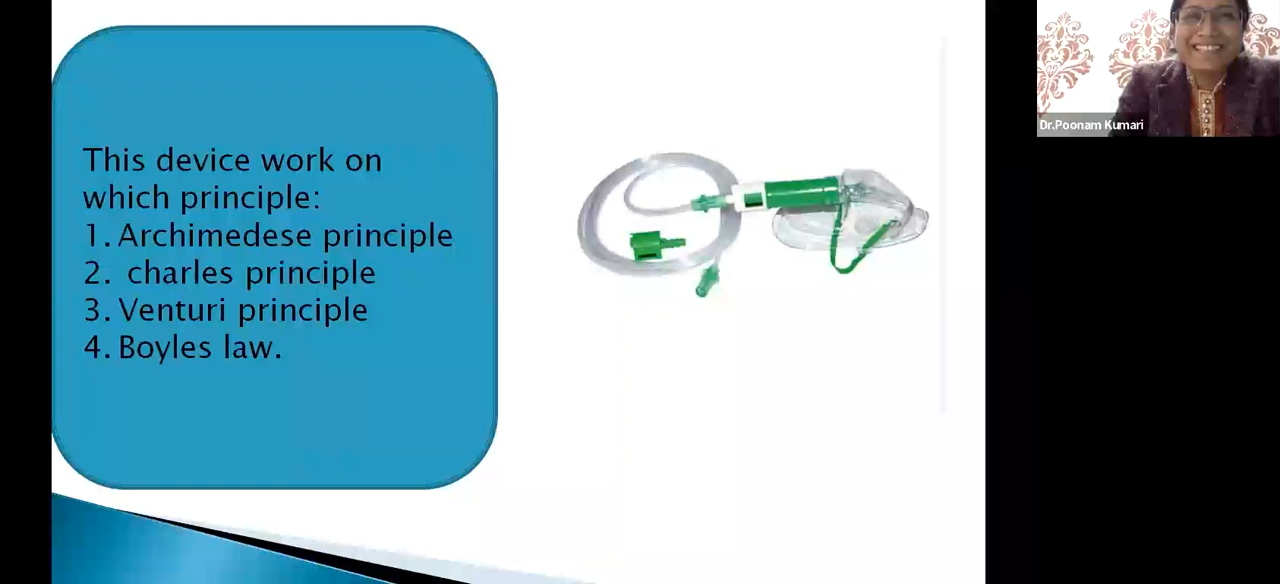 This device work on
which principle:
1. Archimedese principle
2. charles principle
3. Venturi principle
4. Boyles law.
Dr.Poonam Kumari